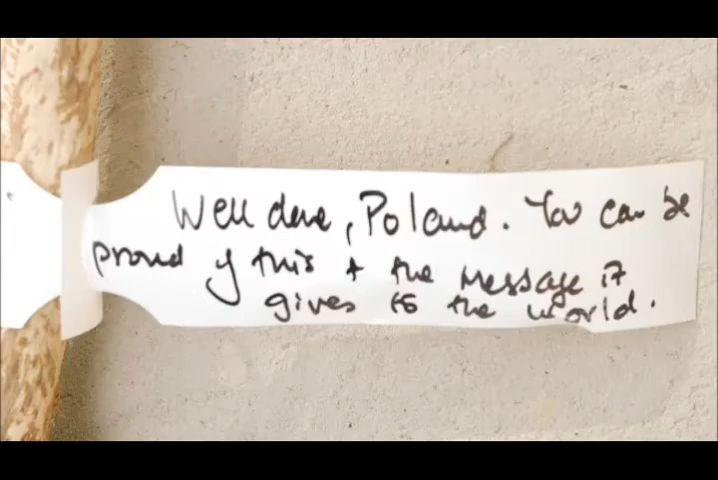 Well done, Poland. You can be
proud of this + the message it
gives to the world.